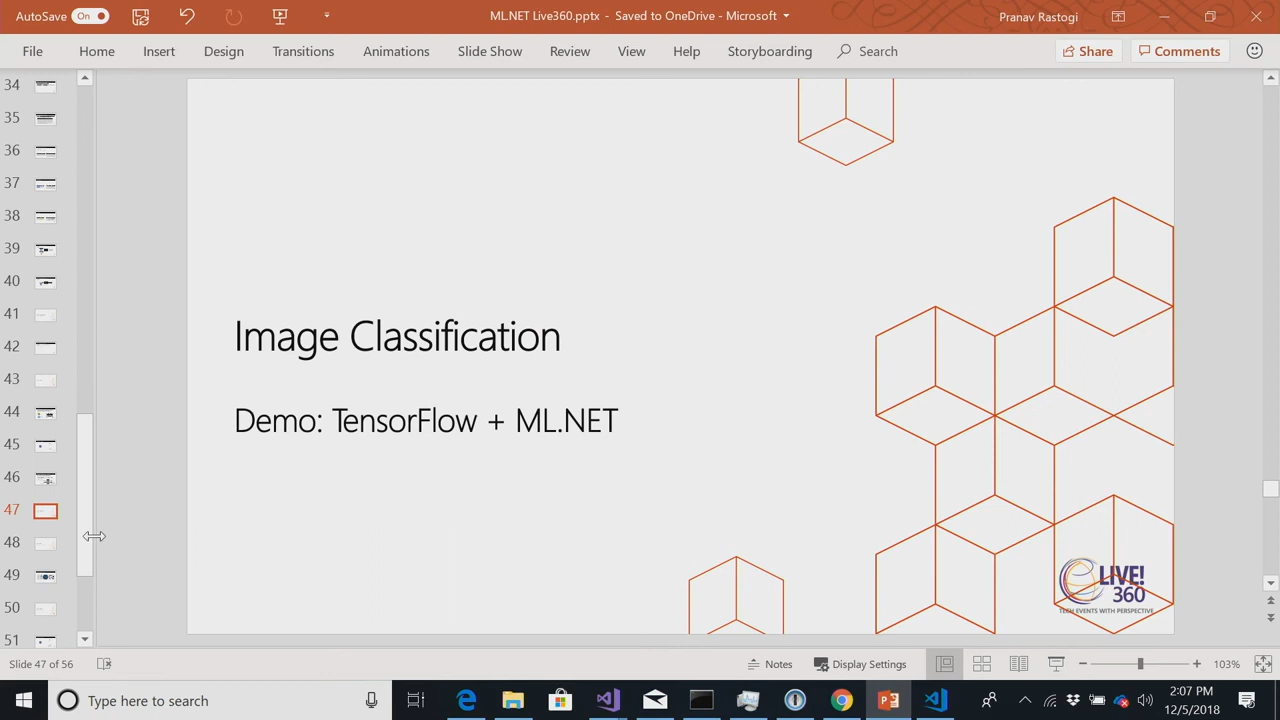 AutoSave On
ML.NET Live360.pptx - Saved to OneDrive - Microsoft
Pranav Rastogi
File Home Insert Design Transitions Animations Slide Show Review View Help Storyboarding Search
Share Comments
34
35
36
37
38
39
40
41
42
43
44
45
46
47
48
49
50
51
Image Classification
Demo: TensorFlow + ML.NET
LIVE!
360
TECH EVENTS WITH PERSPECTIVE
Slide 47 of 56
Notes Display Settings 103%
Type here to search
2:07 PM
12/5/2018